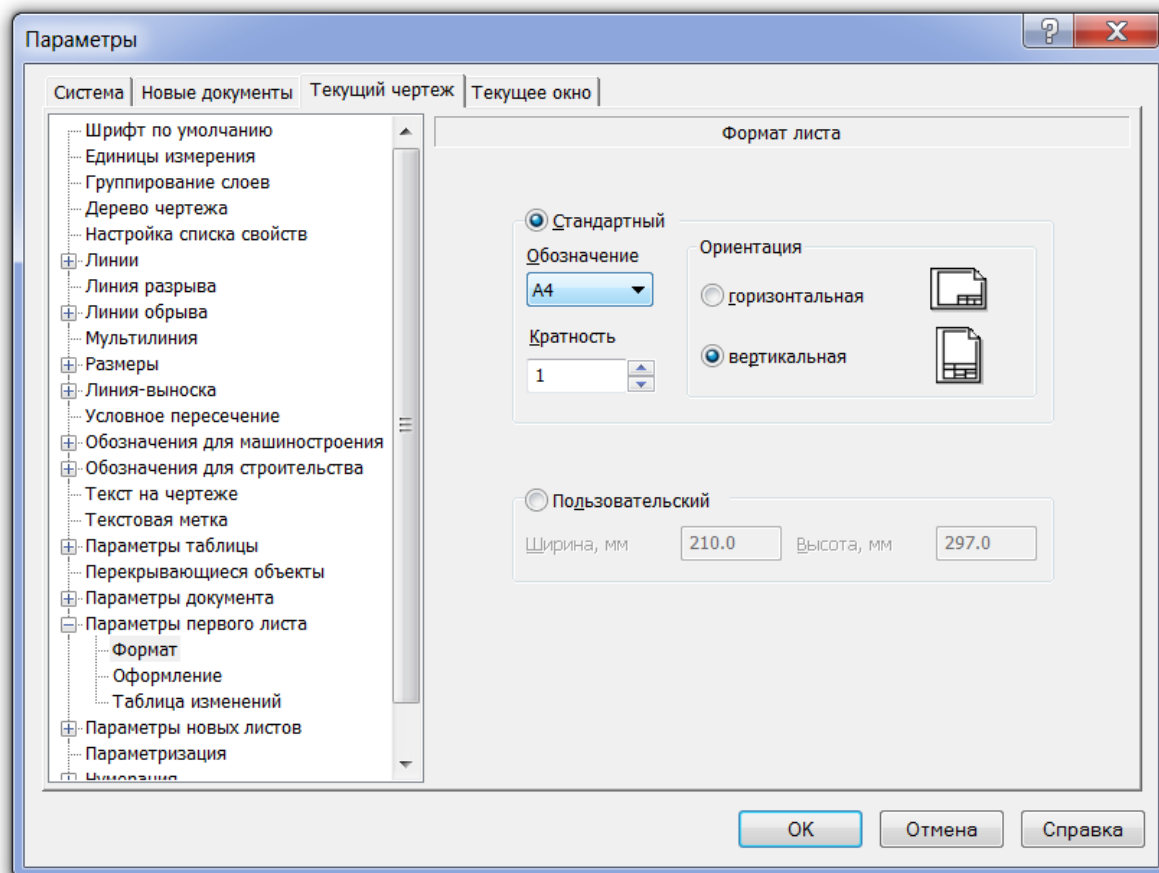 Параметры
Система Новые документы Текущий чертеж Текущее окно
Шрифт по умолчанию
Единицы измерения
Группирование слоев
Дерево чертежа
Настройка списка свойств
Линии
Линия разрыва
Линии обрыва
Мультилиния
Размеры
Линия-выноска
Условное пересечение
Обозначения для машиностроения
Обозначения для строительства
Текст на чертеже
Текстовая метка
Параметры таблицы
Перекрывающиеся объекты
Параметры документа
Параметры первого листа
Формат
Оформление
Таблица изменений
Параметры новых листов
Параметризация
Нумерация
Формат листа
Стандартный
Обозначение
A4
Кратность
1
Ориентация
горизонтальная
вертикальная
Пользовательский
Ширина, мм 210.0 Высота, мм 297.0
OK Отмена Справка